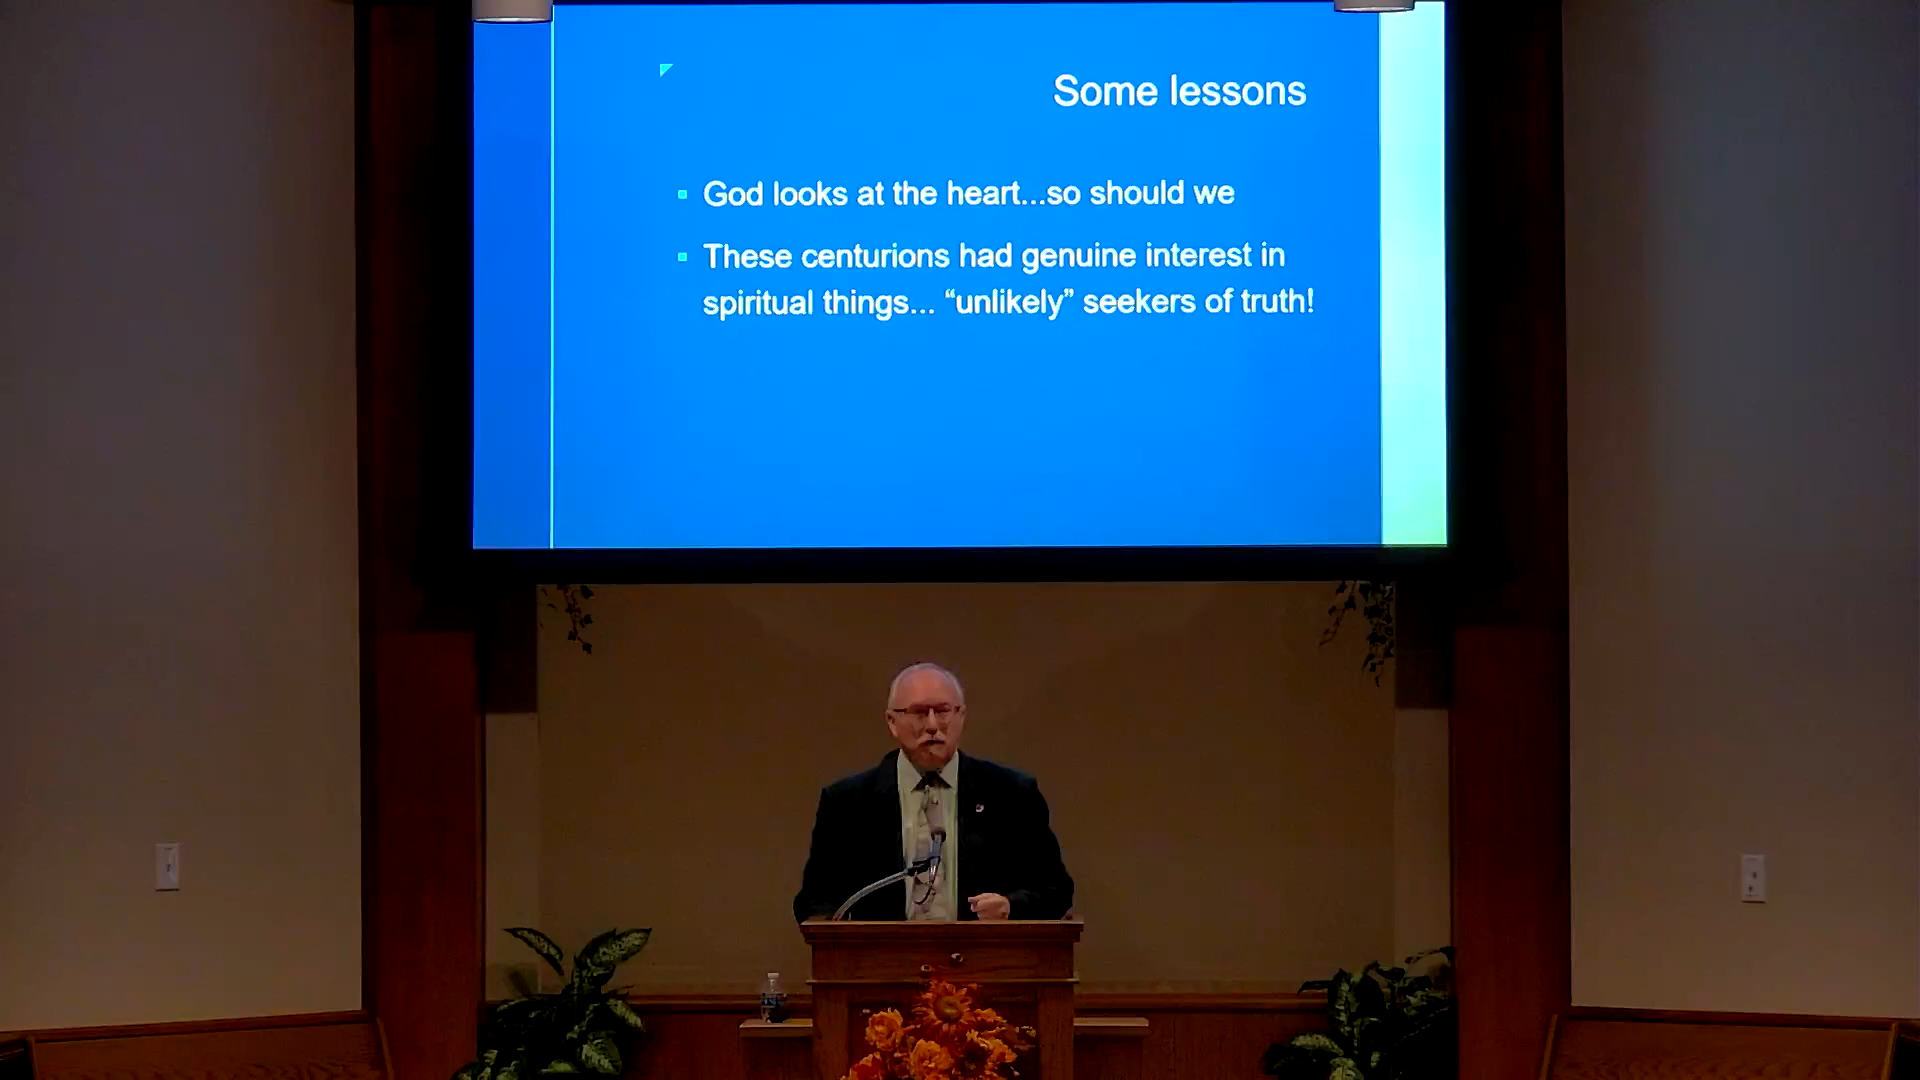 Some lessons
God looks at the heart...so should we
These centurions had genuine interest in
spiritual things... “unlikely” seekers of truth!